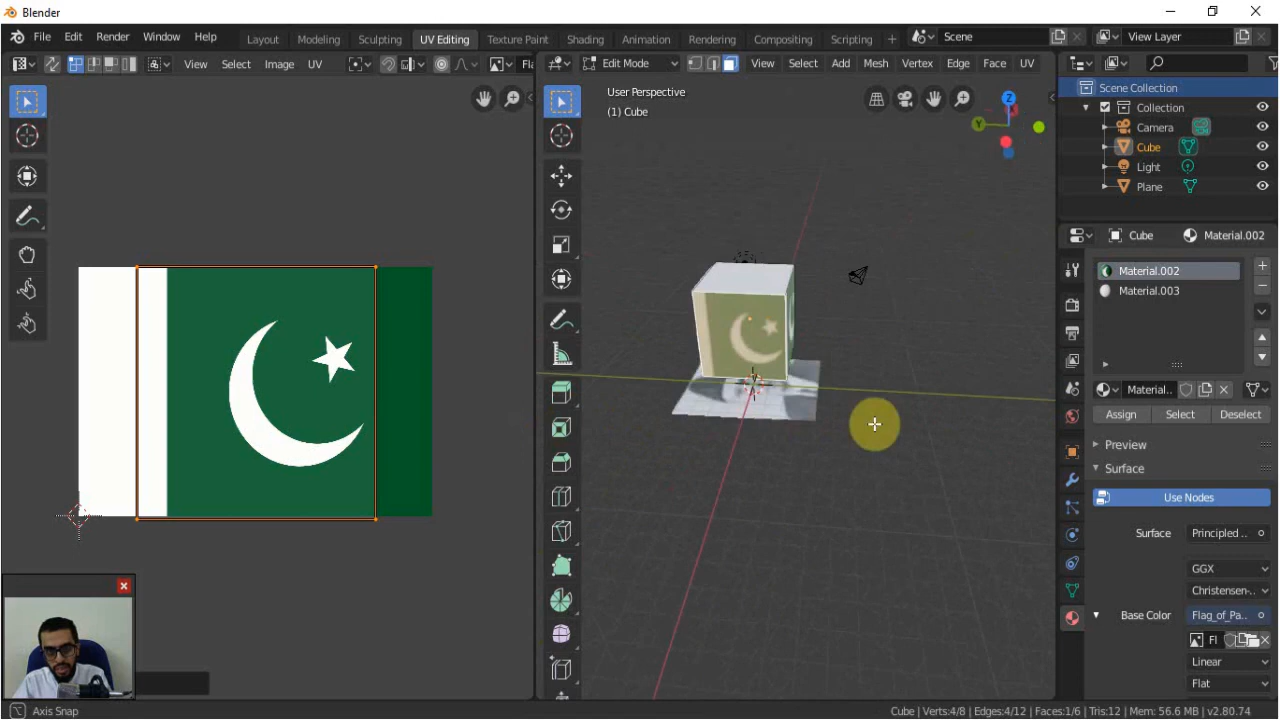 Blender
File Edit Render Window Help
Layout Modeling Sculpting UV Editing Texture Paint Shading Animation Rendering Compositing Scripting +
Scene
View Layer
View Select Image UV
Edit Mode
View Select Add Mesh Vertex Edge Face UV
User Perspective
(1) Cube
Z
Y
Scene Collection
Collection
Camera
Cube
Light
Plane
Cube Material.002
Material.002
Material.003
Material..
Assign Select Deselect
Preview
Surface
Use Nodes
Surface Principled ..
GGX
Christensen-..
Base Color Flag_of_Pa..
Fl
Linear
Flat
Axis Snap
Cube | Verts:4/8 | Edges:4/12 | Faces:1/6 | Tris:12 | Mem: 56.6 MB | v2.80.74